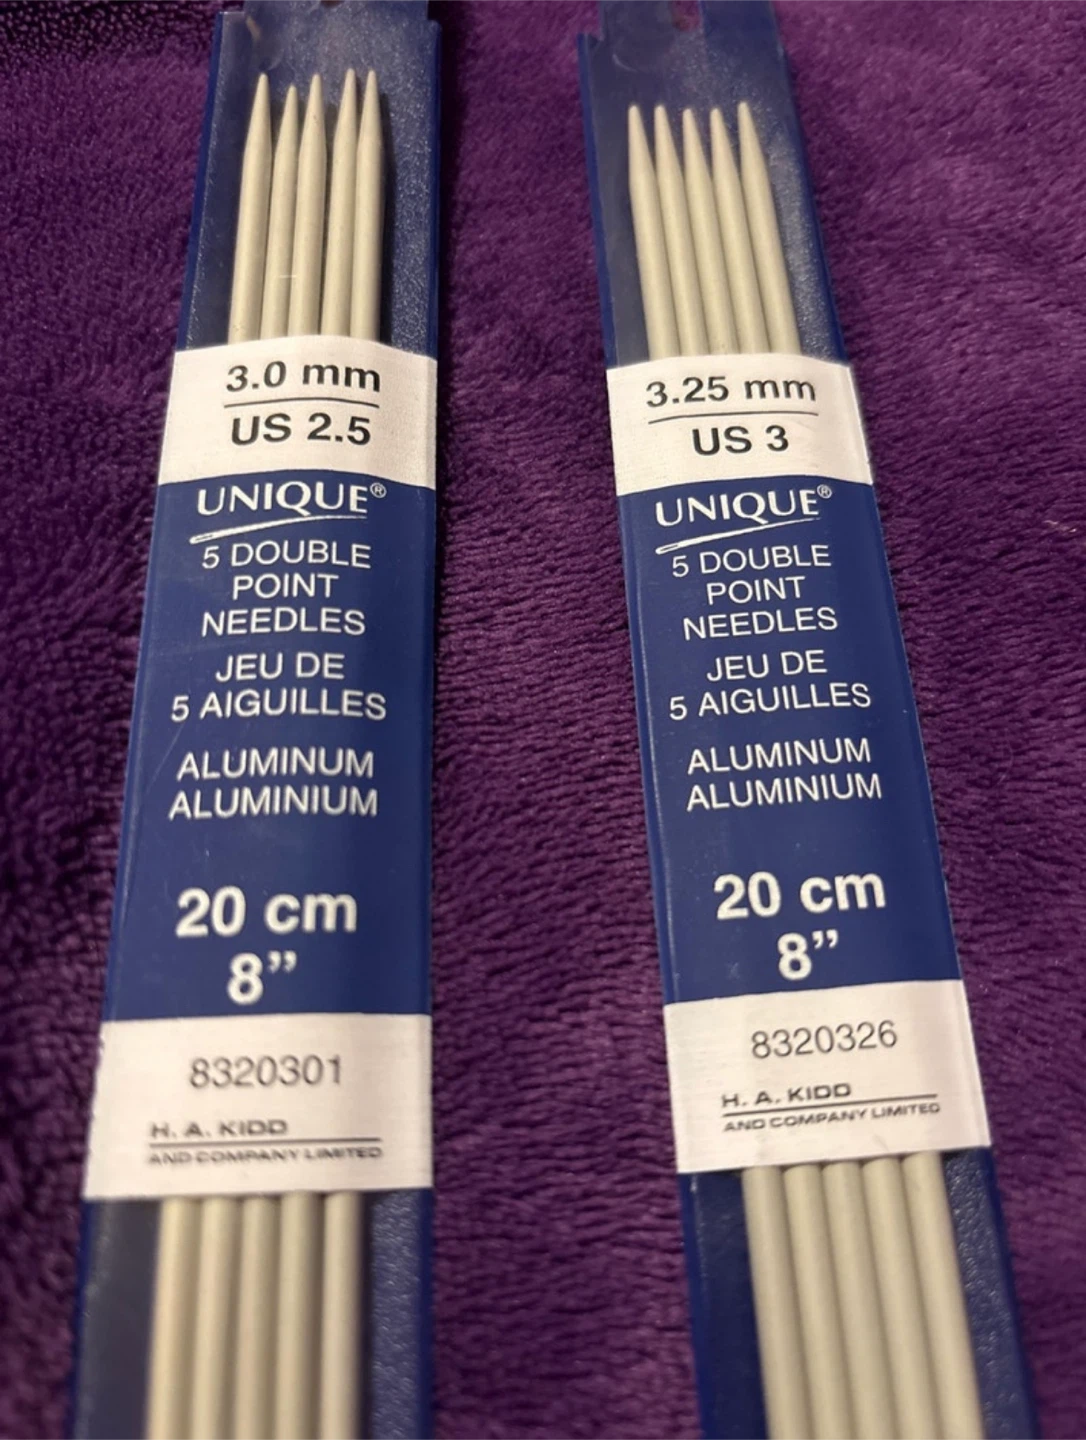 3.0 mm
US 2.5
UNIQUE®
5 DOUBLE
POINT
NEEDLES
JEU DE
5 AIGUILLES
ALUMINUM
ALUMINIUM
20 cm
8”
8320301
H. A. KIDD
AND COMPANY LIMITED
3.25 mm
US 3
UNIQUE®
5 DOUBLE
POINT
NEEDLES
JEU DE
5 AIGUILLES
ALUMINUM
ALUMINIUM
20 cm
8”
8320326
H. A. KIDD
AND COMPANY LIMITED